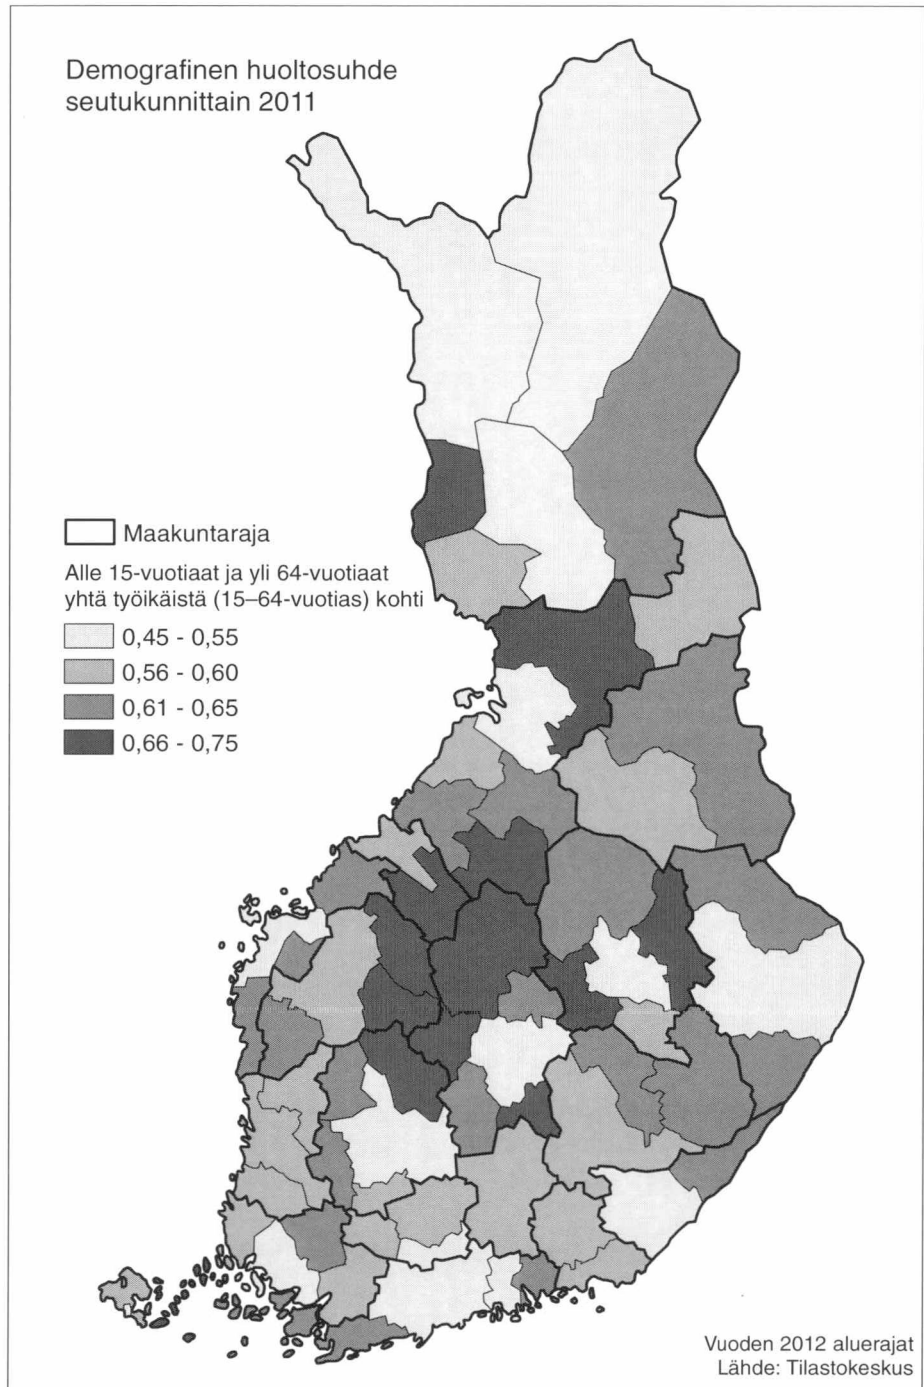 Demografinen huoltosuhde
seutukunnittain 2011
Maakuntaraja
Alle 15-vuotiaat ja yli 64-vuotiaat
yhtä työikäistä (15–64-vuotias) kohti
0,45 - 0,55
0,56 - 0,60
0,61 - 0,65
0,66 - 0,75
Vuoden 2012 aluerajat
Lähde: Tilastokeskus